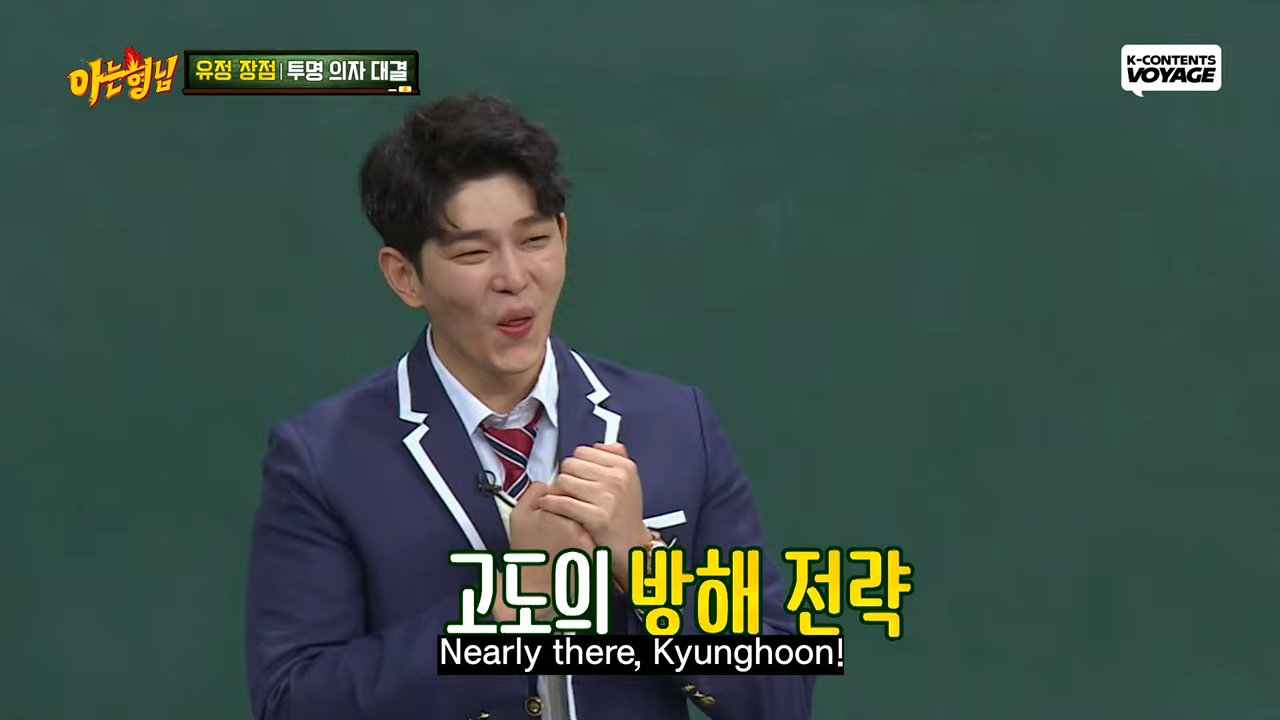 아는형님
유정 장점 | 투명 의자 대결
K-CONTENTS
VOYAGE
고도의 방해 전략
Nearly there, Kyunghoon!